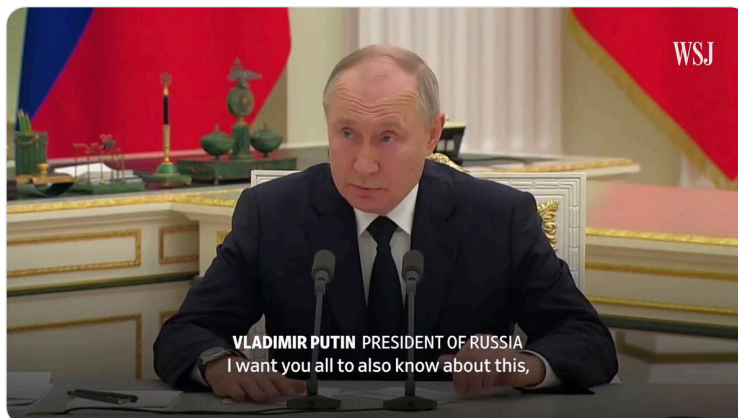 WSJ
VLADIMIR PUTIN PRESIDENT OF RUSSIA
I want you all to also know about this,